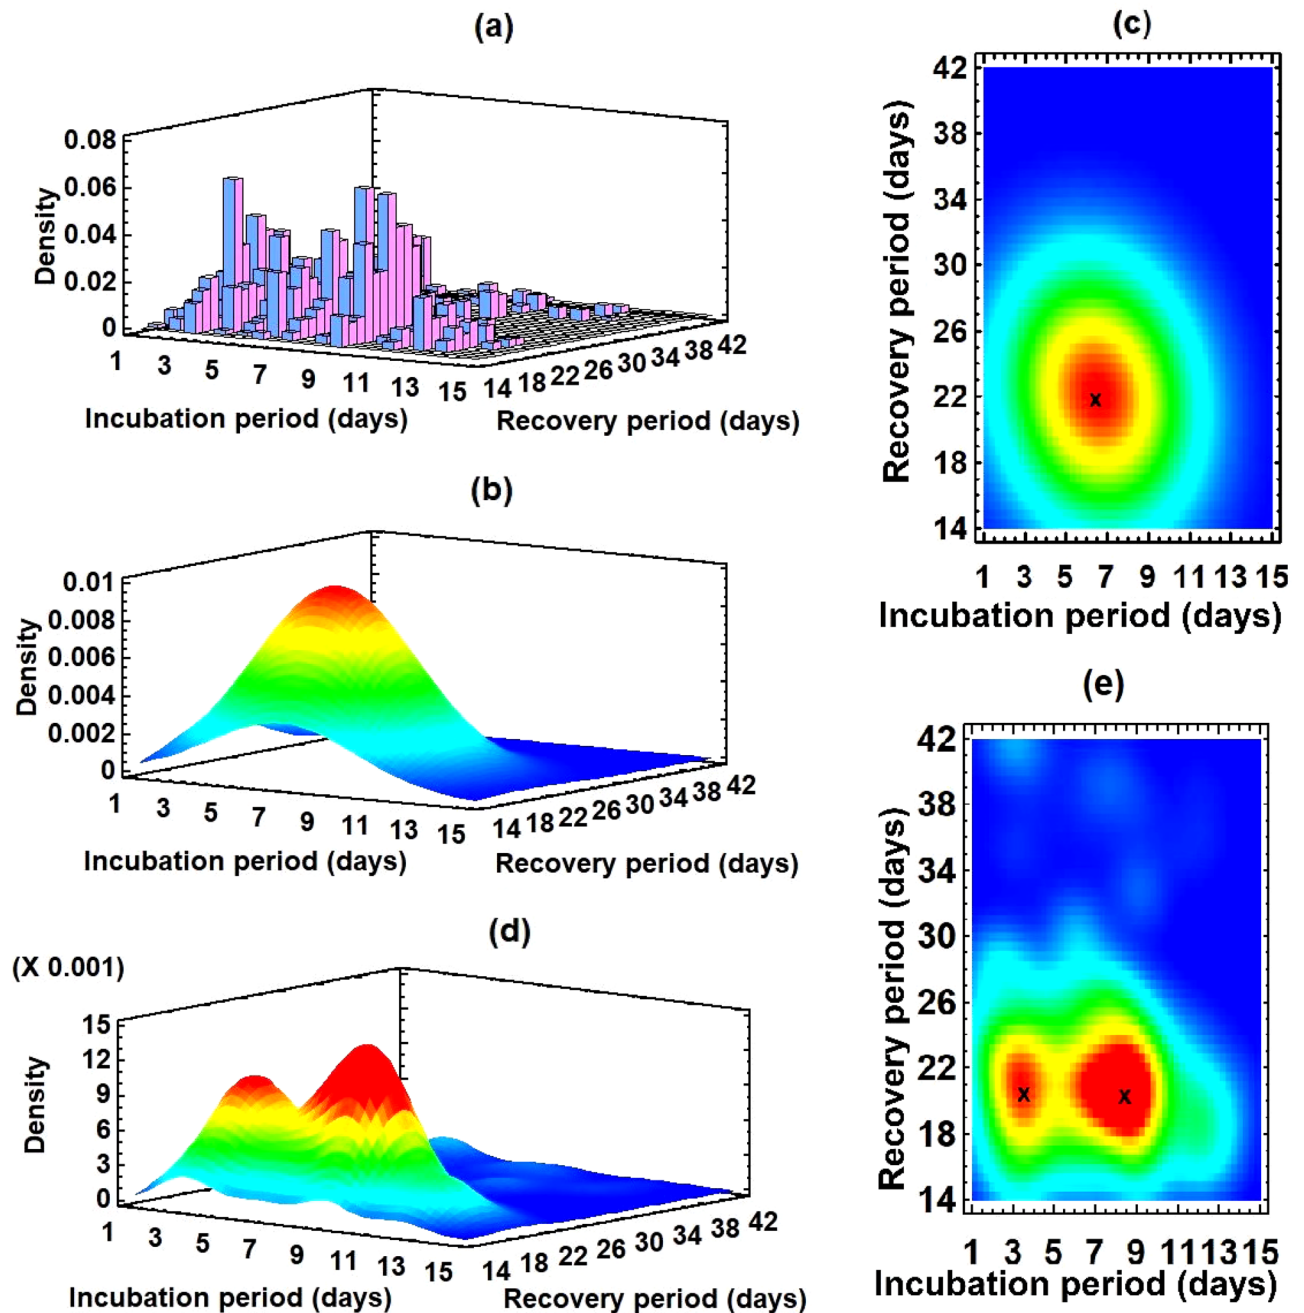 (a)
0.08
0.06
0.04
0.02
0
Density
1 3 5 7 9 11 13 15
14 18 22 26 30 34 38 42
Incubation period (days)
Recovery period (days)
(b)
0.01
0.008
0.006
0.004
0.002
0
Density
1 3 5 7 9 11 13 15
14 18 22 26 30 34 38 42
Incubation period (days)
Recovery period (days)
(d)
(X 0.001)
15
12
9
6
3
0
Density
1 3 5 7 9 11 13 15
14 18 22 26 30 34 38 42
Incubation period (days)
Recovery period (days)
(c)
42
38
34
30
26
22
18
14
Recovery period (days)
x
1 3 5 7 9 11 13 15
Incubation period (days)
(e)
42
38
34
30
26
22
18
14
Recovery period (days)
x x
1 3 5 7 9 11 13 15
Incubation period (days)